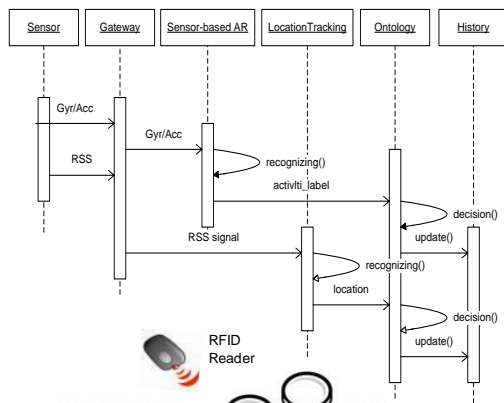 Sensor
Gateway
Sensor-based AR
LocationTracking
Ontology
History
Gyr/Acc
Gyr/Acc
RSS
recognizing()
activlti_label
decision()
update()
RSS signal
recognizing()
location
decision()
update()
RFID
Reader